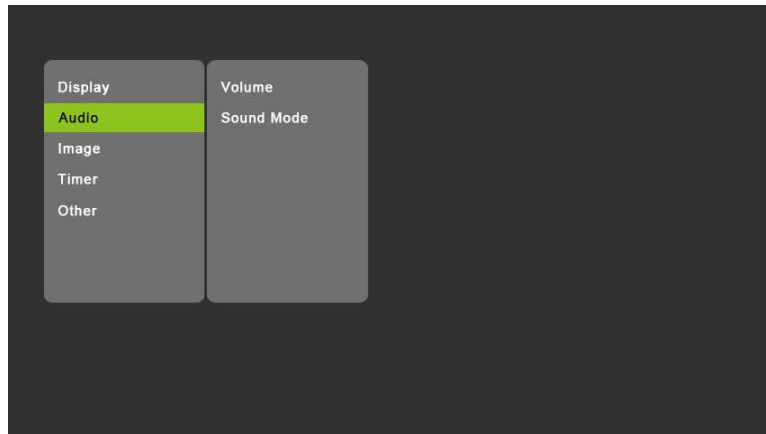 Display
Audio
Image
Timer
Other
Volume
Sound Mode